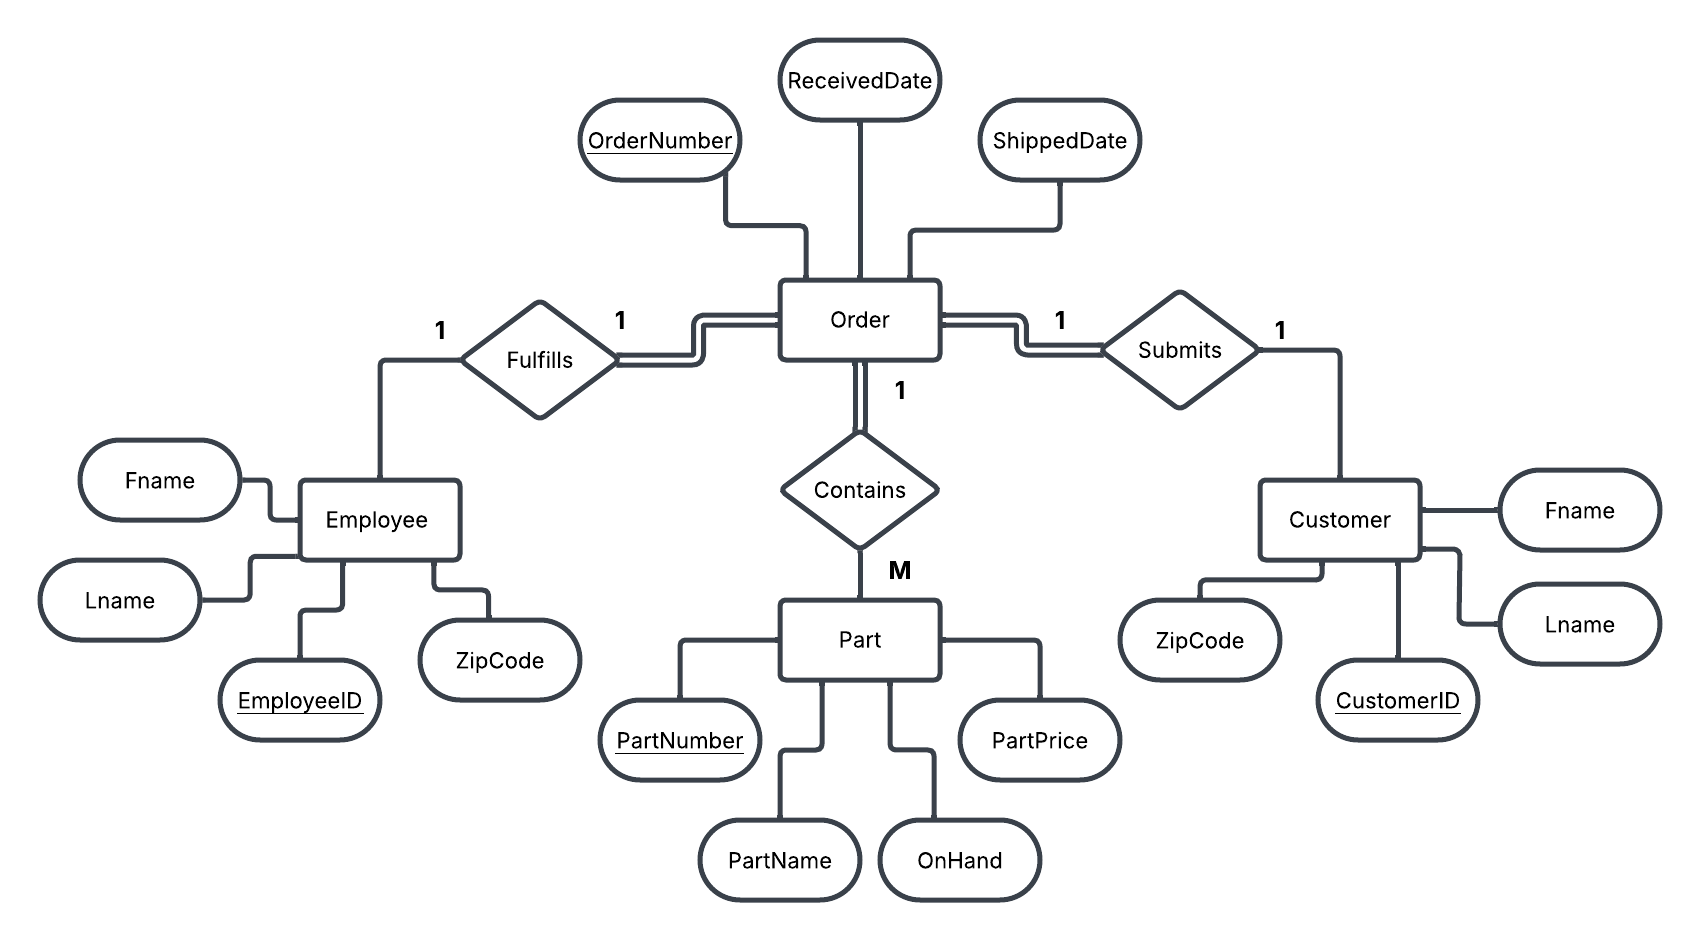 ReceivedDate
OrderNumber
ShippedDate
Order
1
1
1
1
Fulfills
Submits
1
Contains
M
Fname
Lname
Employee
EmployeeID
ZipCode
Part
PartNumber
PartPrice
PartName
OnHand
Customer
Fname
Lname
ZipCode
CustomerID